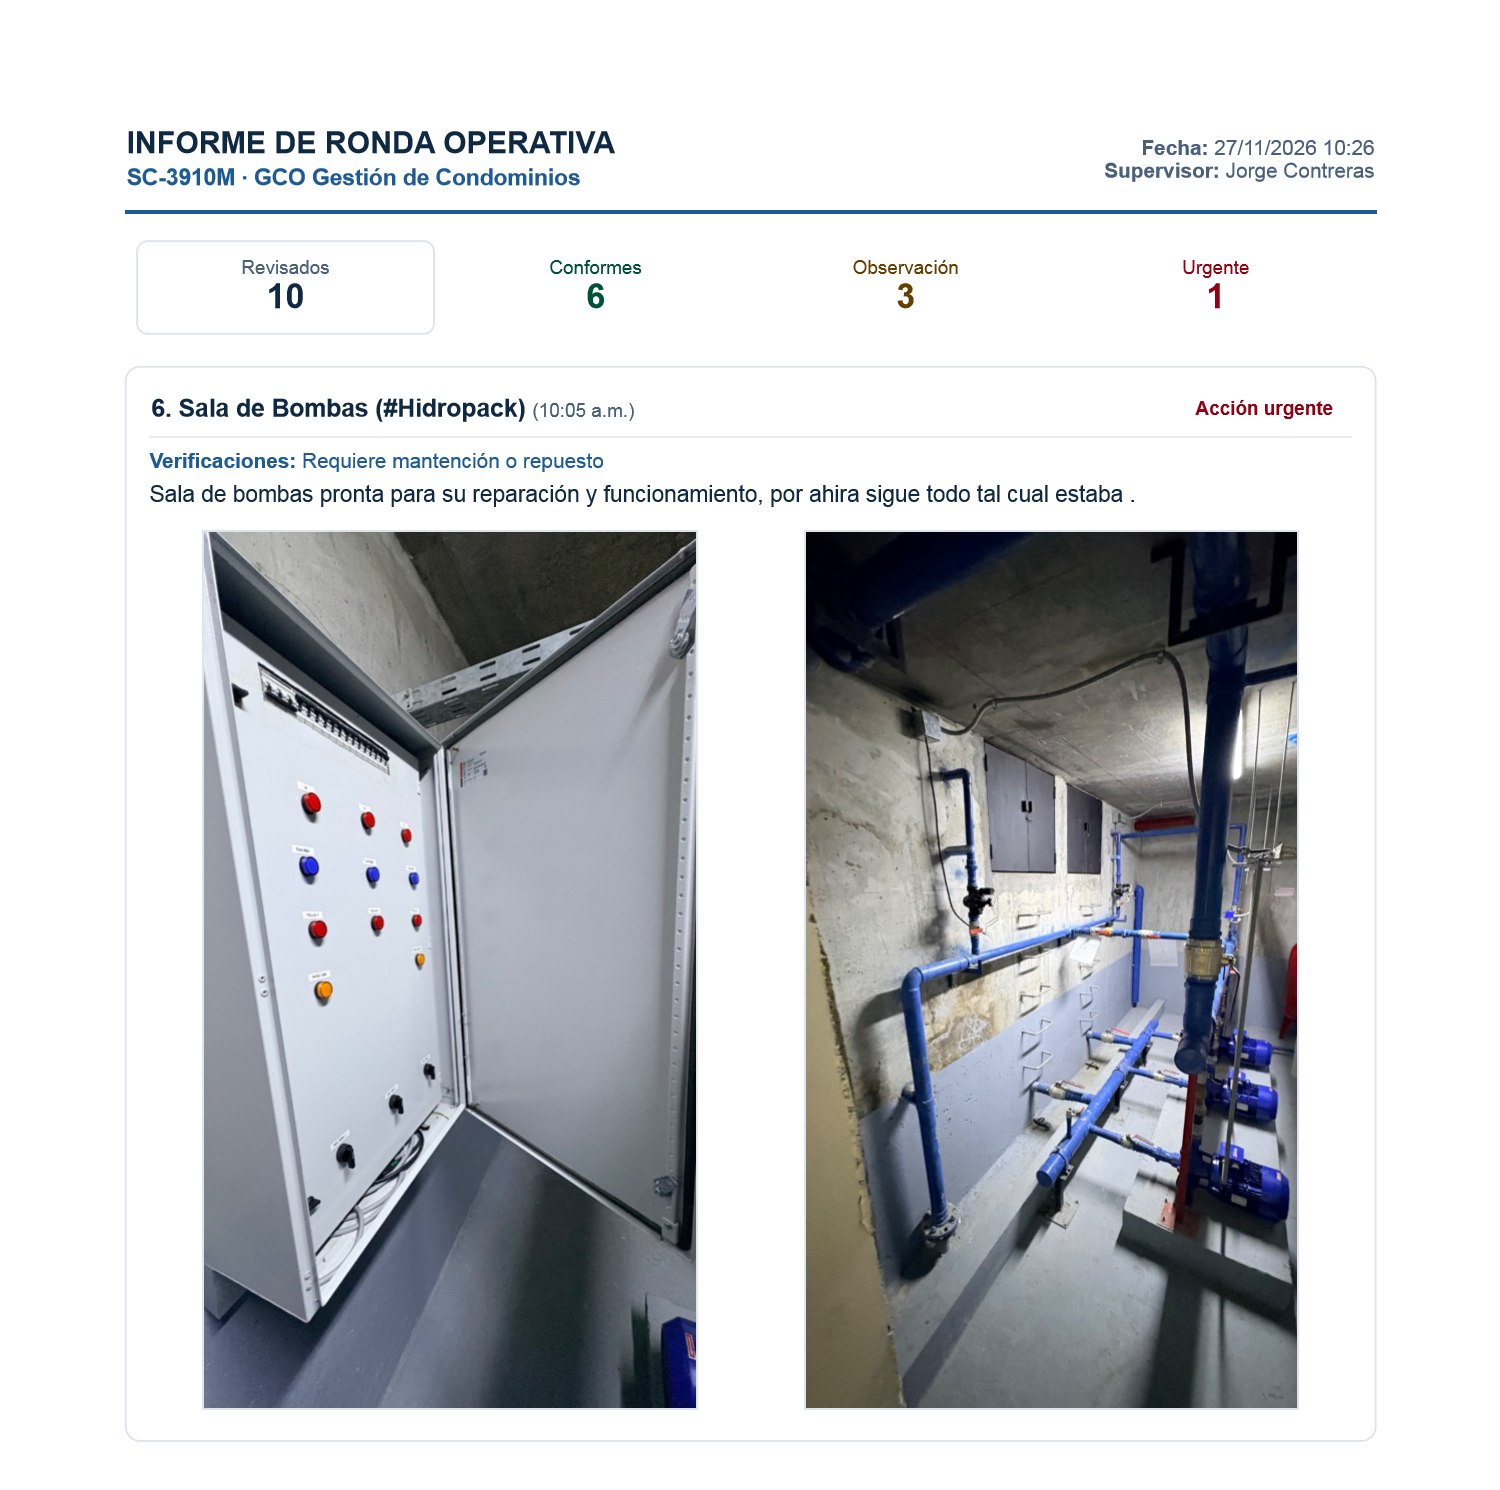 INFORME DE RONDA OPERATIVA
SC-3910M · GCO Gestión de Condominios
Fecha: 27/11/2026 10:26
Supervisor: Jorge Contreras
Revisados
10
Conformes
6
Observación
3
Urgente
1
6. Sala de Bombas (#Hidropack) (10:05 a.m.)
Acción urgente
Verificaciones: Requiere mantención o repuesto
Sala de bombas pronta para su reparación y funcionamiento, por ahira sigue todo tal cual estaba .